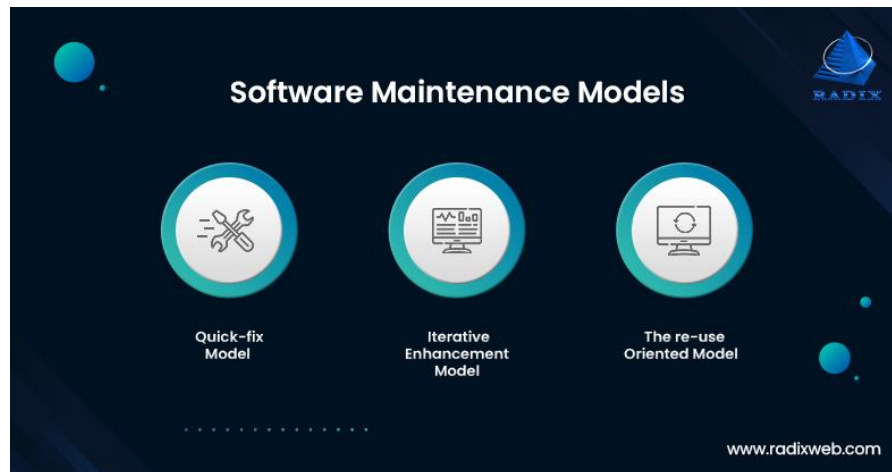 Software Maintenance Models
RADIX
Quick-fix
Model
Iterative
Enhancement
Model
The re-use
Oriented Model
www.radixweb.com